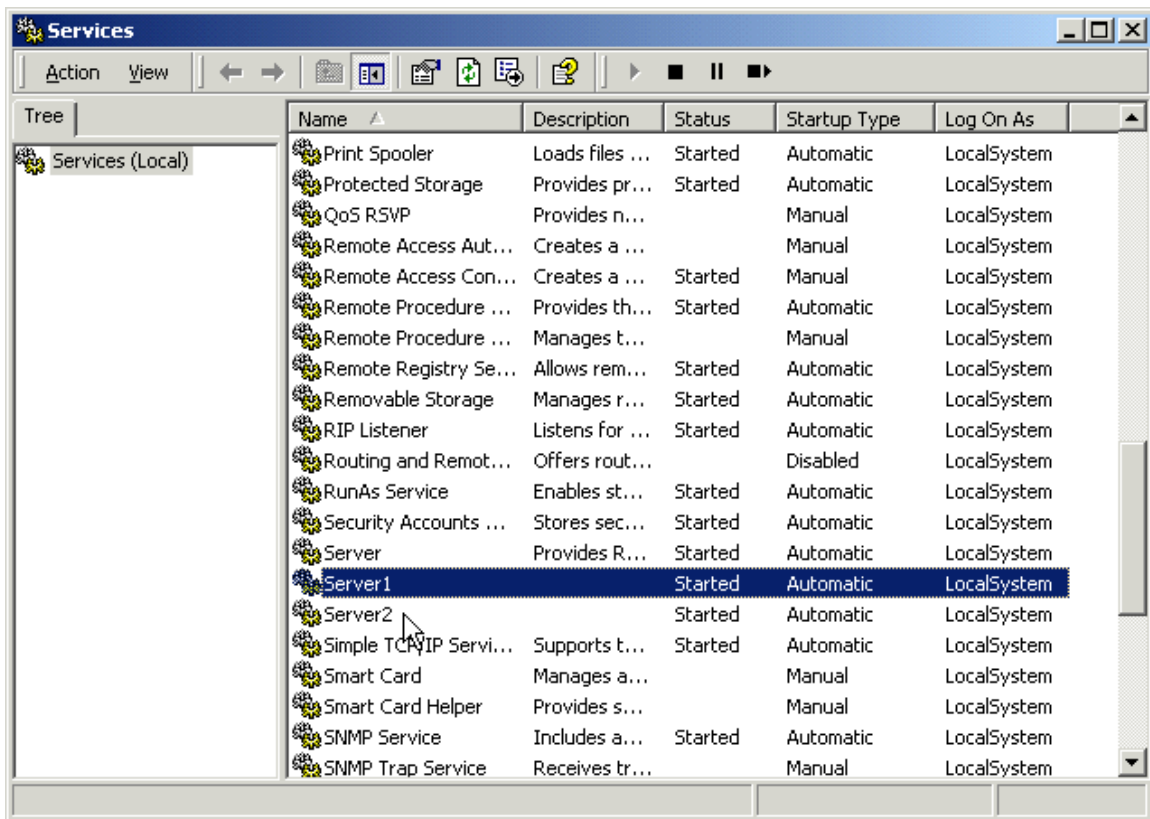 Services
Action View
Tree
Services (Local)
Name Description Status Startup Type Log On As
Print Spooler Loads files ... Started Automatic LocalSystem
Protected Storage Provides pr... Started Automatic LocalSystem
QoS RSVP Provides n... Manual LocalSystem
Remote Access Aut... Creates a ... Manual LocalSystem
Remote Access Con... Creates a ... Started Manual LocalSystem
Remote Procedure ... Provides th... Started Automatic LocalSystem
Remote Procedure ... Manages t... Manual LocalSystem
Remote Registry Se... Allows rem... Started Automatic LocalSystem
Removable Storage Manages r... Started Automatic LocalSystem
RIP Listener Listens for ... Started Automatic LocalSystem
Routing and Remot... Offers rout... Disabled LocalSystem
RunAs Service Enables st... Started Automatic LocalSystem
Security Accounts ... Stores sec... Started Automatic LocalSystem
Server Provides R... Started Automatic LocalSystem
Server1 Started Automatic LocalSystem
Server2 Started Automatic LocalSystem
Simple TCP/IP Servi... Supports t... Started Automatic LocalSystem
Smart Card Manages a... Manual LocalSystem
Smart Card Helper Provides s... Manual LocalSystem
SNMP Service Includes a... Started Automatic LocalSystem
SNMP Trap Service Receives tr... Manual LocalSystem